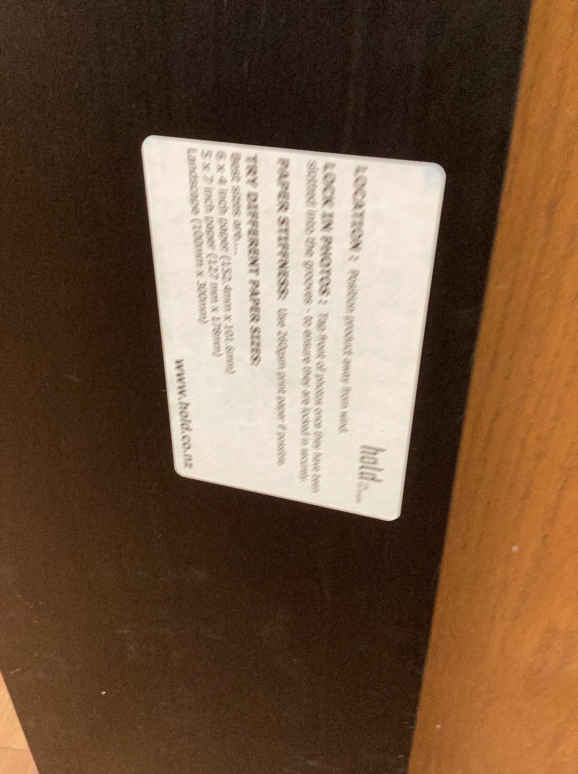 hold
LOCATION : Position product away from wind.
LOCK IN PHOTOS : Tap front of photos once they have been
slotted into the grooves - to ensure they are locked in securely.
PAPER STIFFNESS: Use 260gsm print paper if possible.
TRY DIFFERENT PAPER SIZES:
Best sizes are...
6 x 4 inch paper (152.4mm x 101.6mm)
5 x 7 inch paper (127 mm x 178mm)
Landscape (100mm x 300mm)
www.hold.co.nz